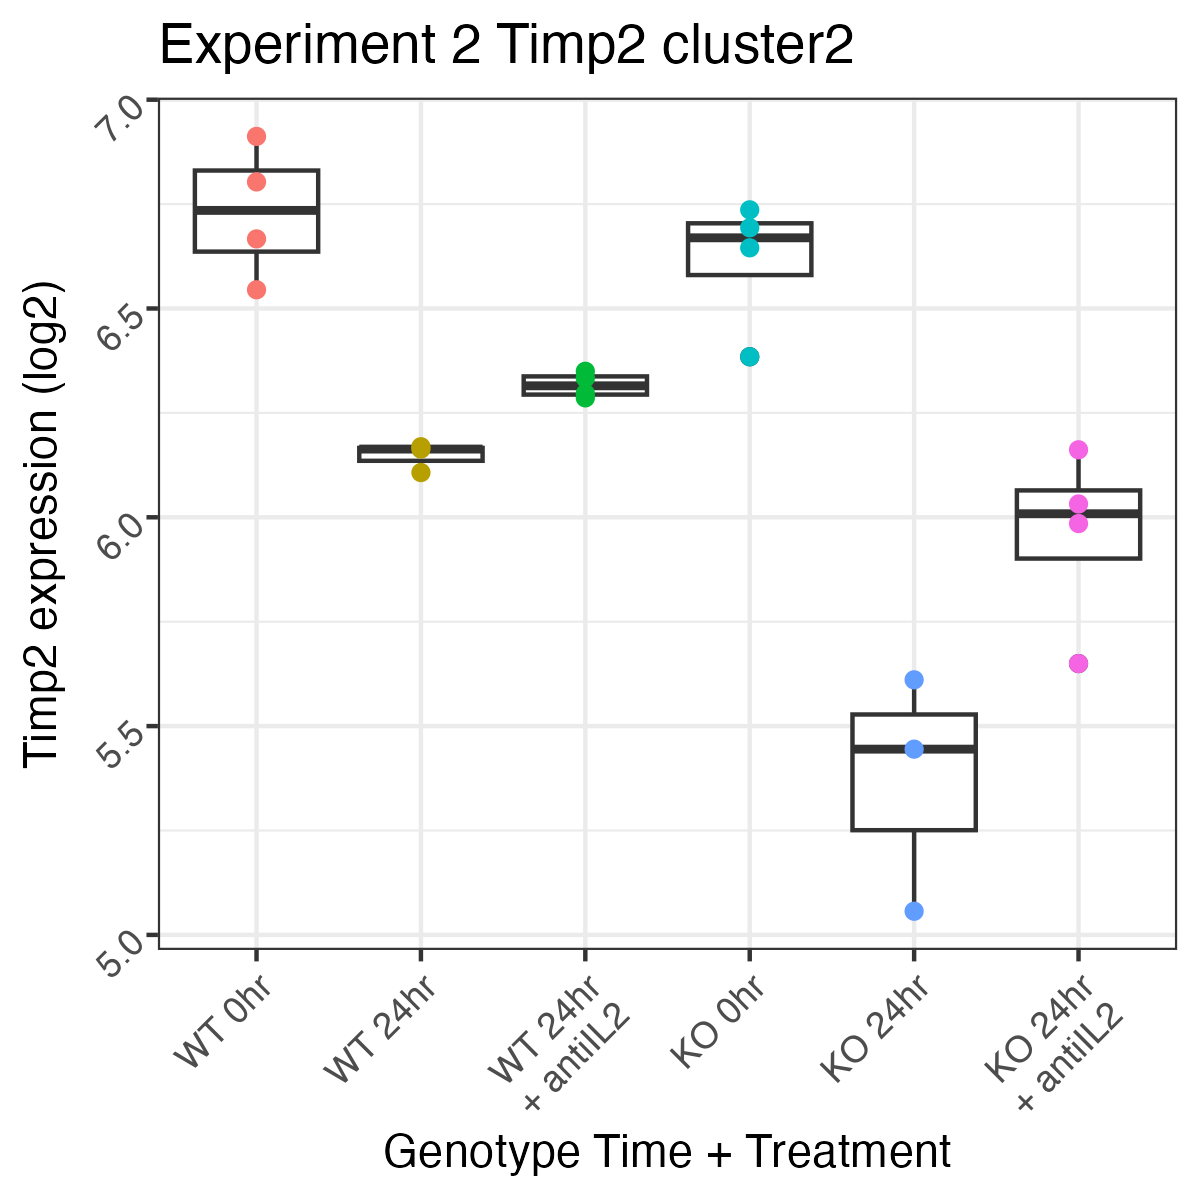 Experiment 2 Timp2 cluster2
Timp2 expression (log2)
7.0
6.5
6.0
5.5
5.0
WT 0hr
WT 24hr
WT 24hr
+ antiIL2
KO 0hr
KO 24hr
KO 24hr
+ antiIL2
Genotype Time + Treatment